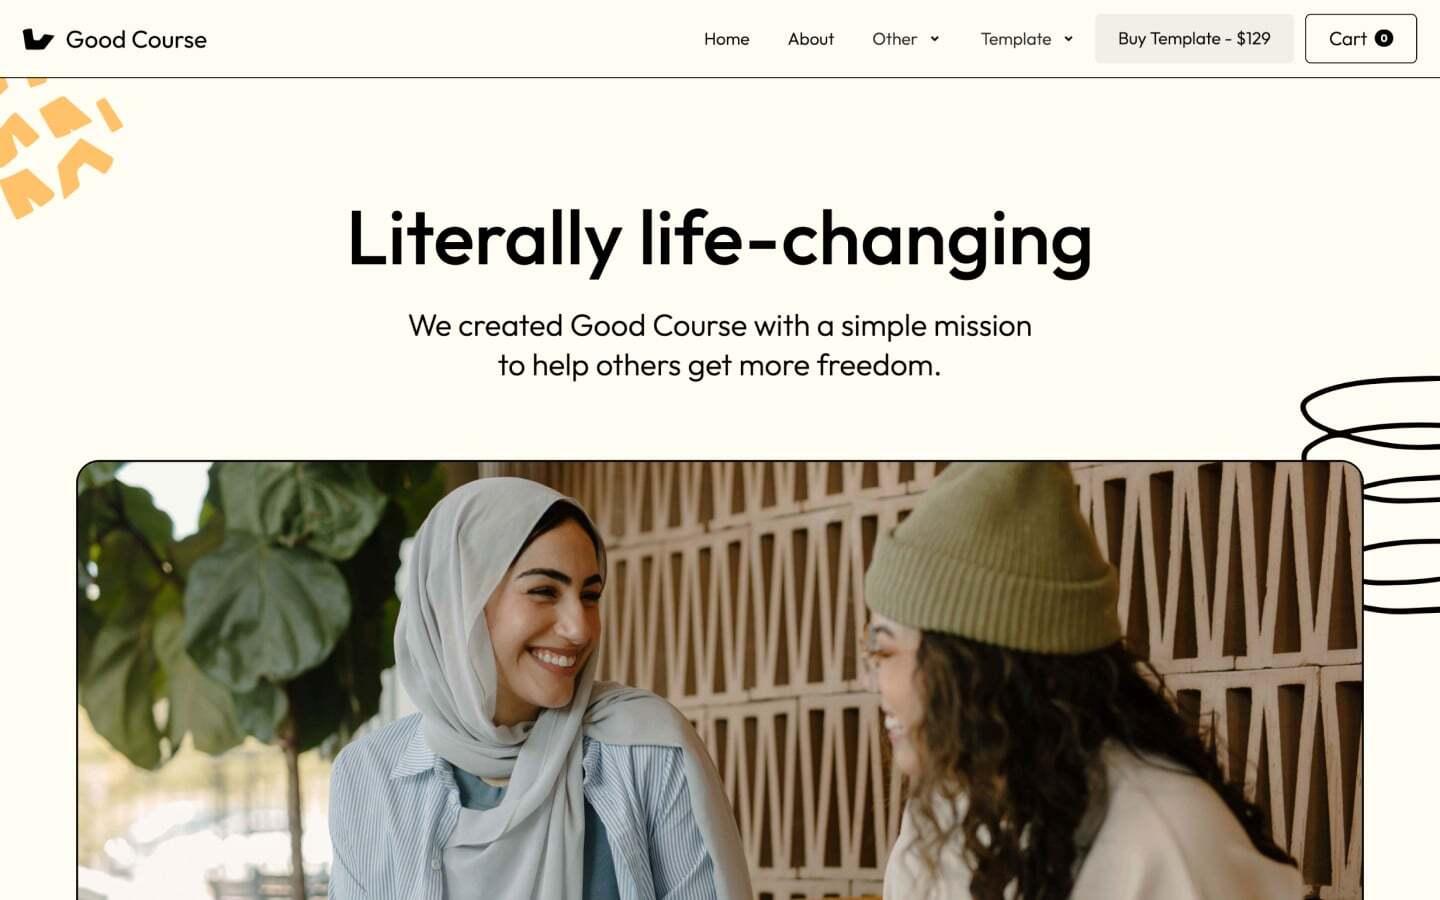 Good Course
Home
About
Other
Template
Buy Template - $129
Cart 0
Literally life-changing
We created Good Course with a simple mission
to help others get more freedom.